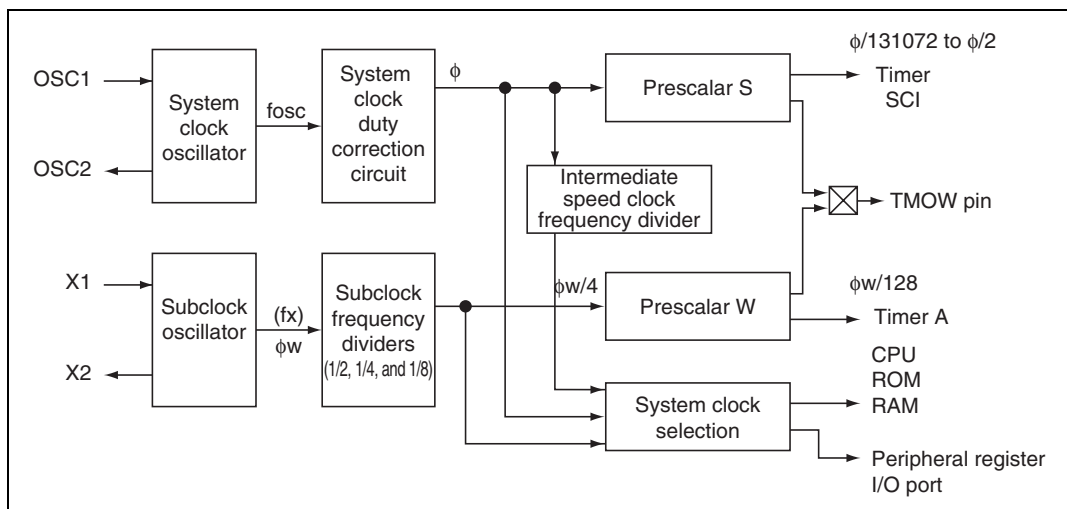 OSC1
OSC2
System
clock
oscillator
fosc
System
clock
duty
correction
circuit
ϕ
Prescalar S
ϕ/131072 to ϕ/2
Timer
SCI
Intermediate
speed clock
frequency divider
TMOW pin
X1
X2
Subclock
oscillator
(fx)
ϕw
Subclock
frequency
dividers
(1/2, 1/4, and 1/8)
ϕw/4
Prescalar W
ϕw/128
Timer A
System clock
selection
CPU
ROM
RAM
Peripheral register
I/O port